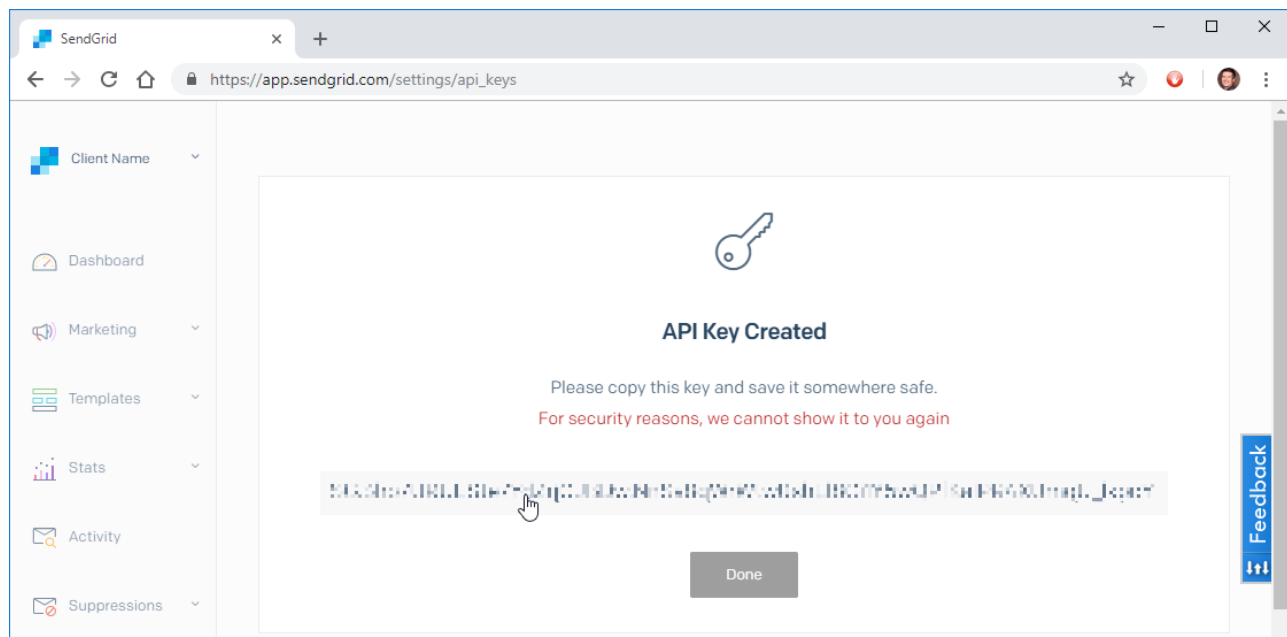 SendGrid
https://app.sendgrid.com/settings/api_keys
Client Name
Dashboard
Marketing
Templates
Stats
Activity
Suppressions
API Key Created
Please copy this key and save it somewhere safe.
For security reasons, we cannot show it to you again
Done
Feedback